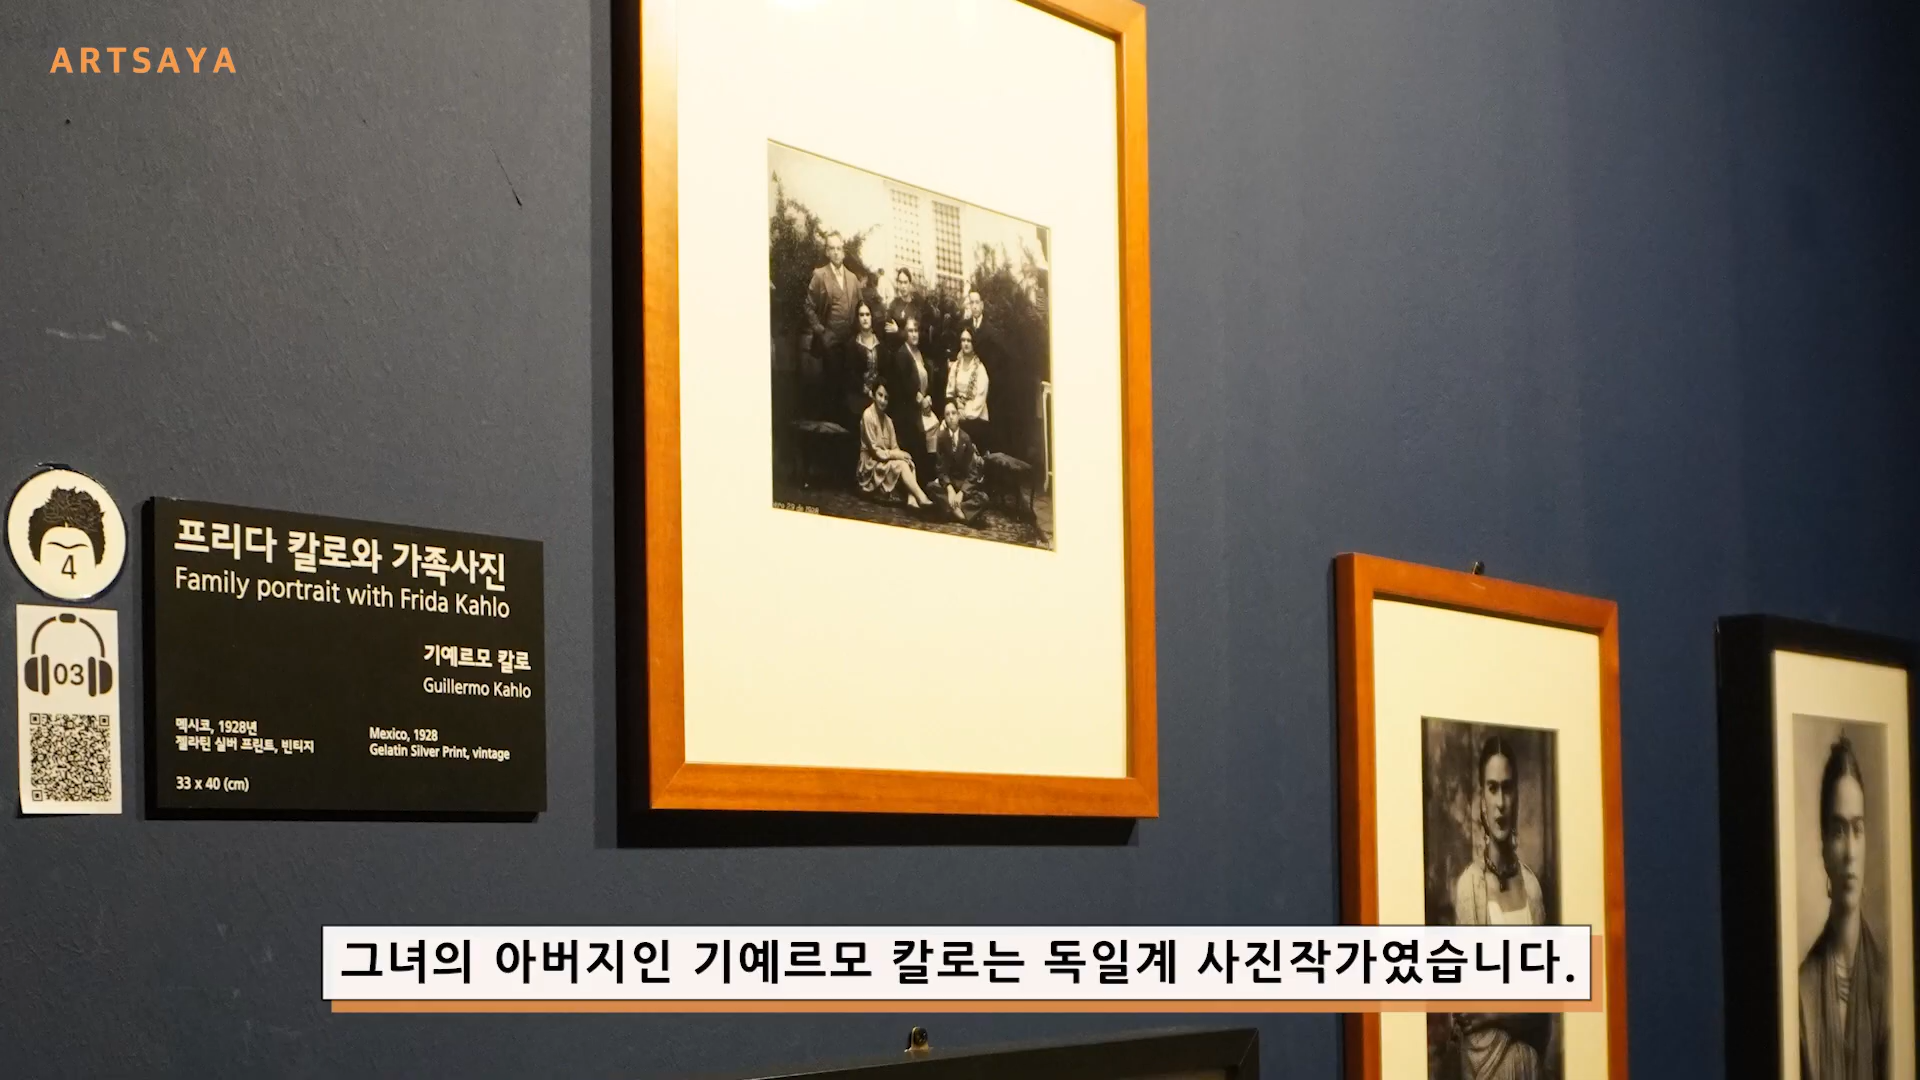 ARTSAYA
4
03
프리다 칼로와 가족사진
Family portrait with Frida Kahlo
기예르모 칼로
Guillermo Kahlo
멕시코, 1928년
젤라틴 실버 프린트, 빈티지
Mexico, 1928
Gelatin Silver Print, vintage
33 x 40 (cm)
그녀의 아버지인 기예르모 칼로는 독일계 사진작가였습니다.